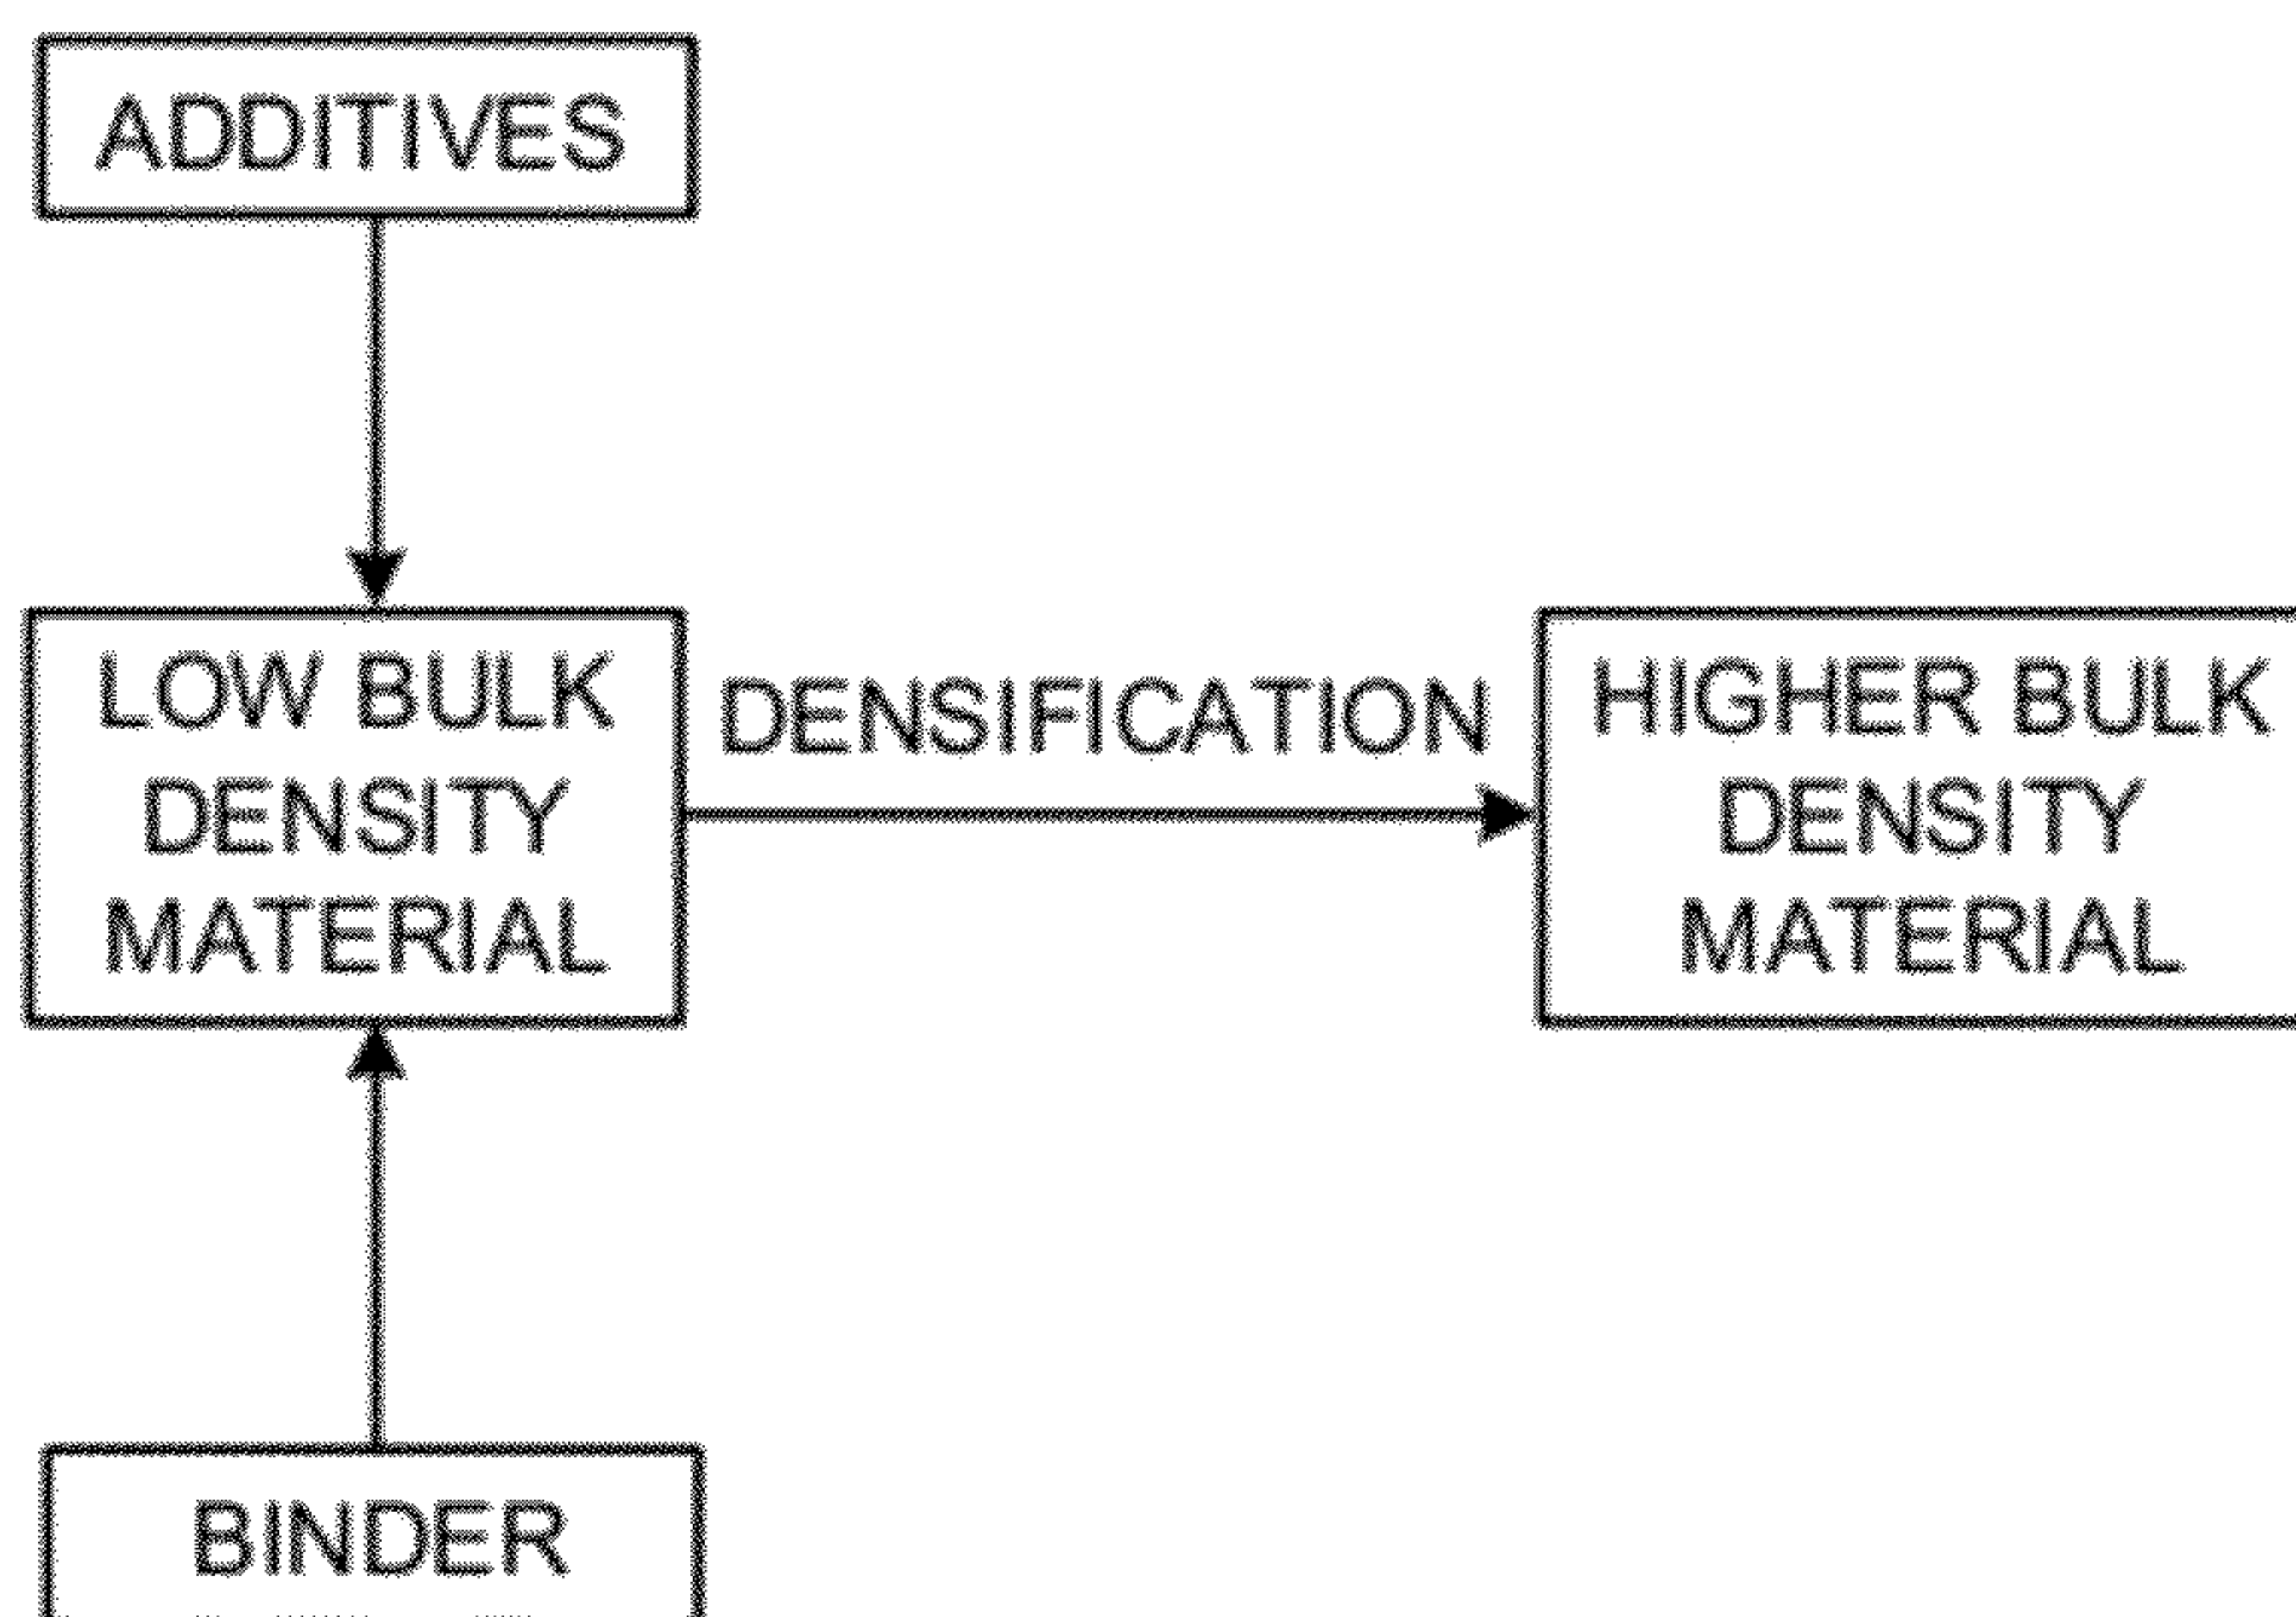 ADDITIVES
LOW BULK
DENSITY
MATERIAL
DENSIFICATION
HIGHER BULK
DENSITY
MATERIAL
BINDER